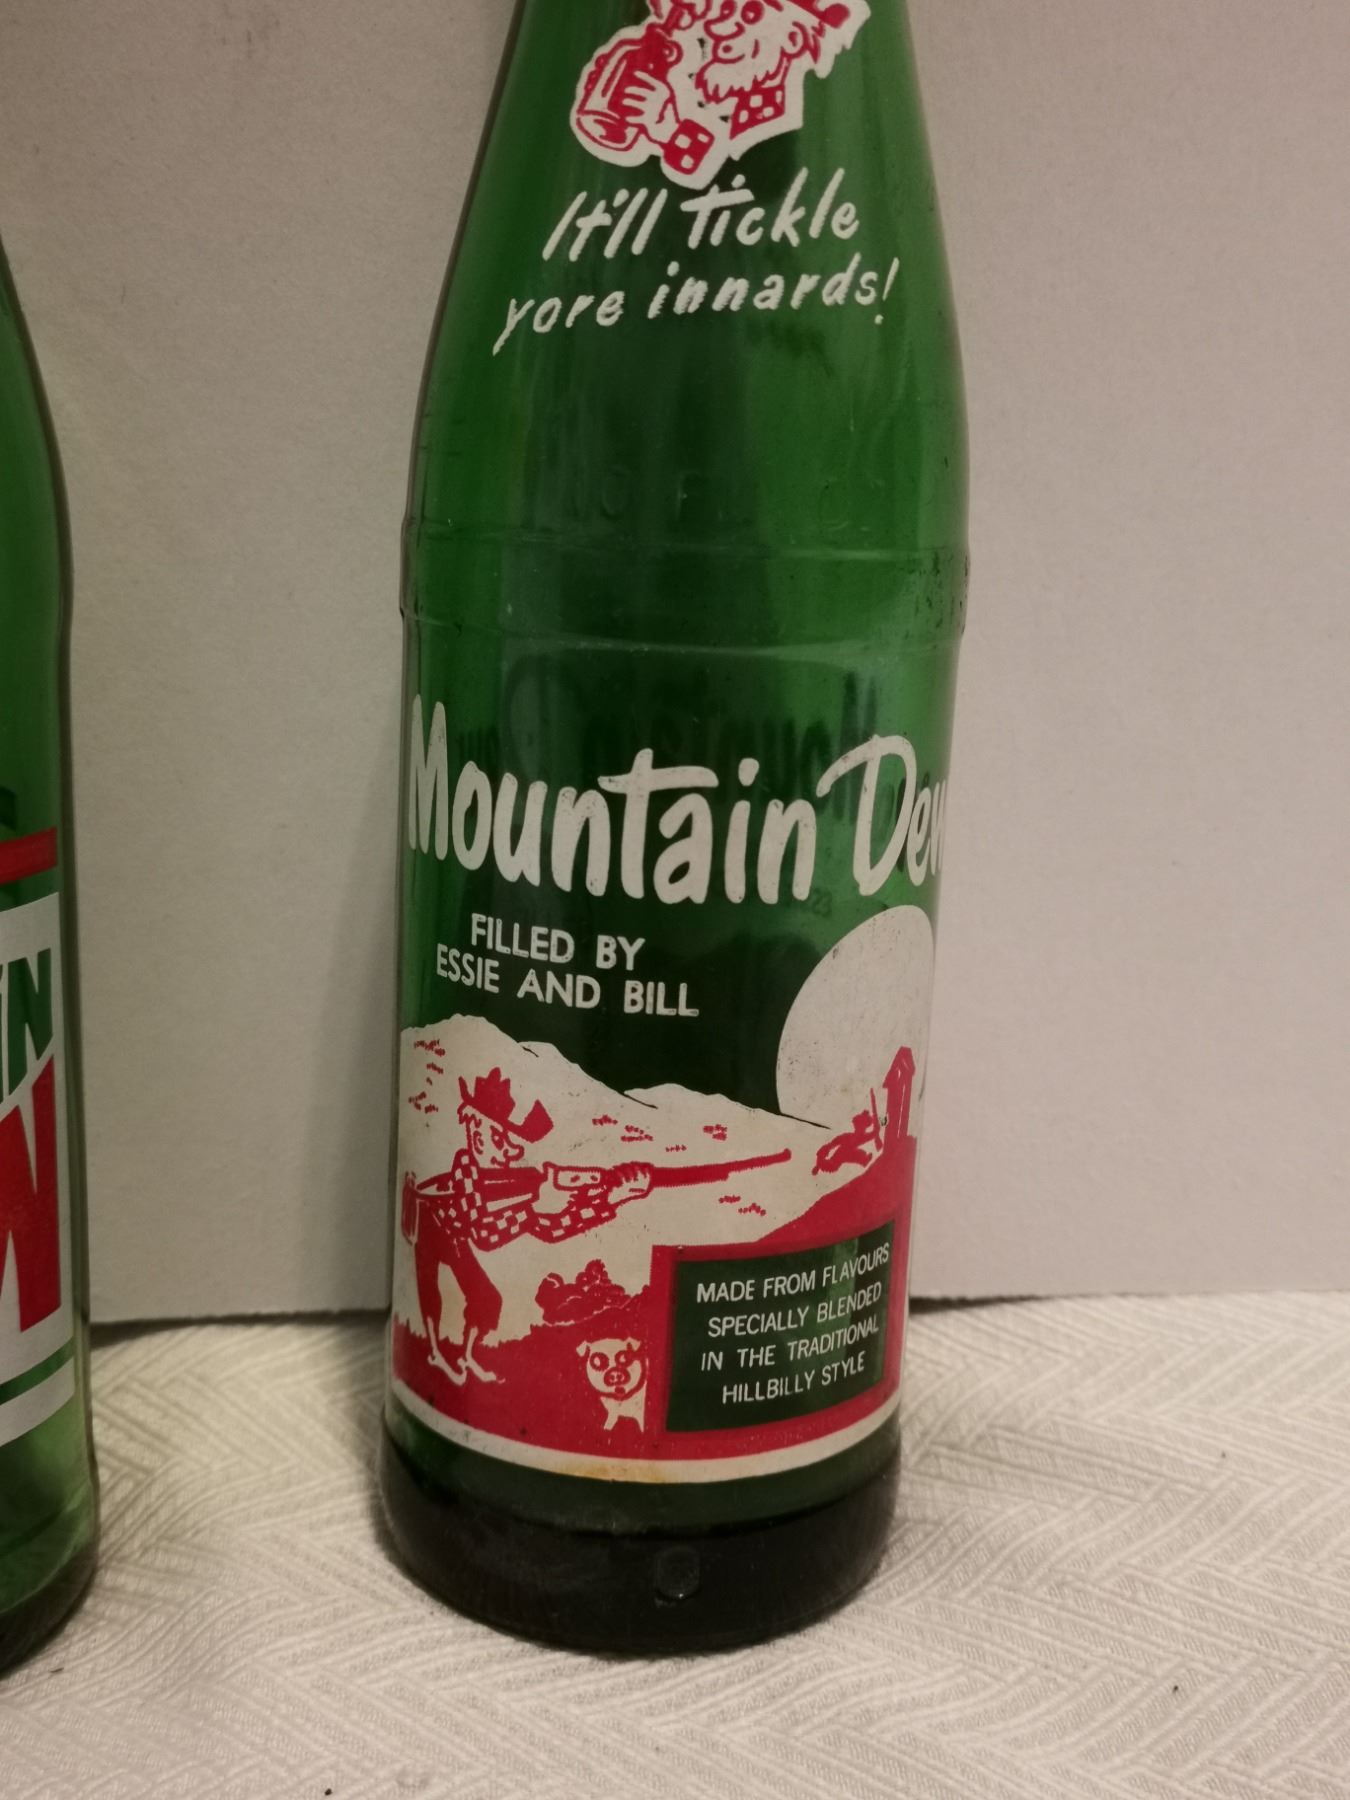 It'll Tickle
yore innards!
Mountain Dew
FILLED BY
ESSIE AND BILL
MADE FROM FLAVOURS
SPECIALLY BLENDED
IN THE TRADITIONAL
HILLBILLY STYLE